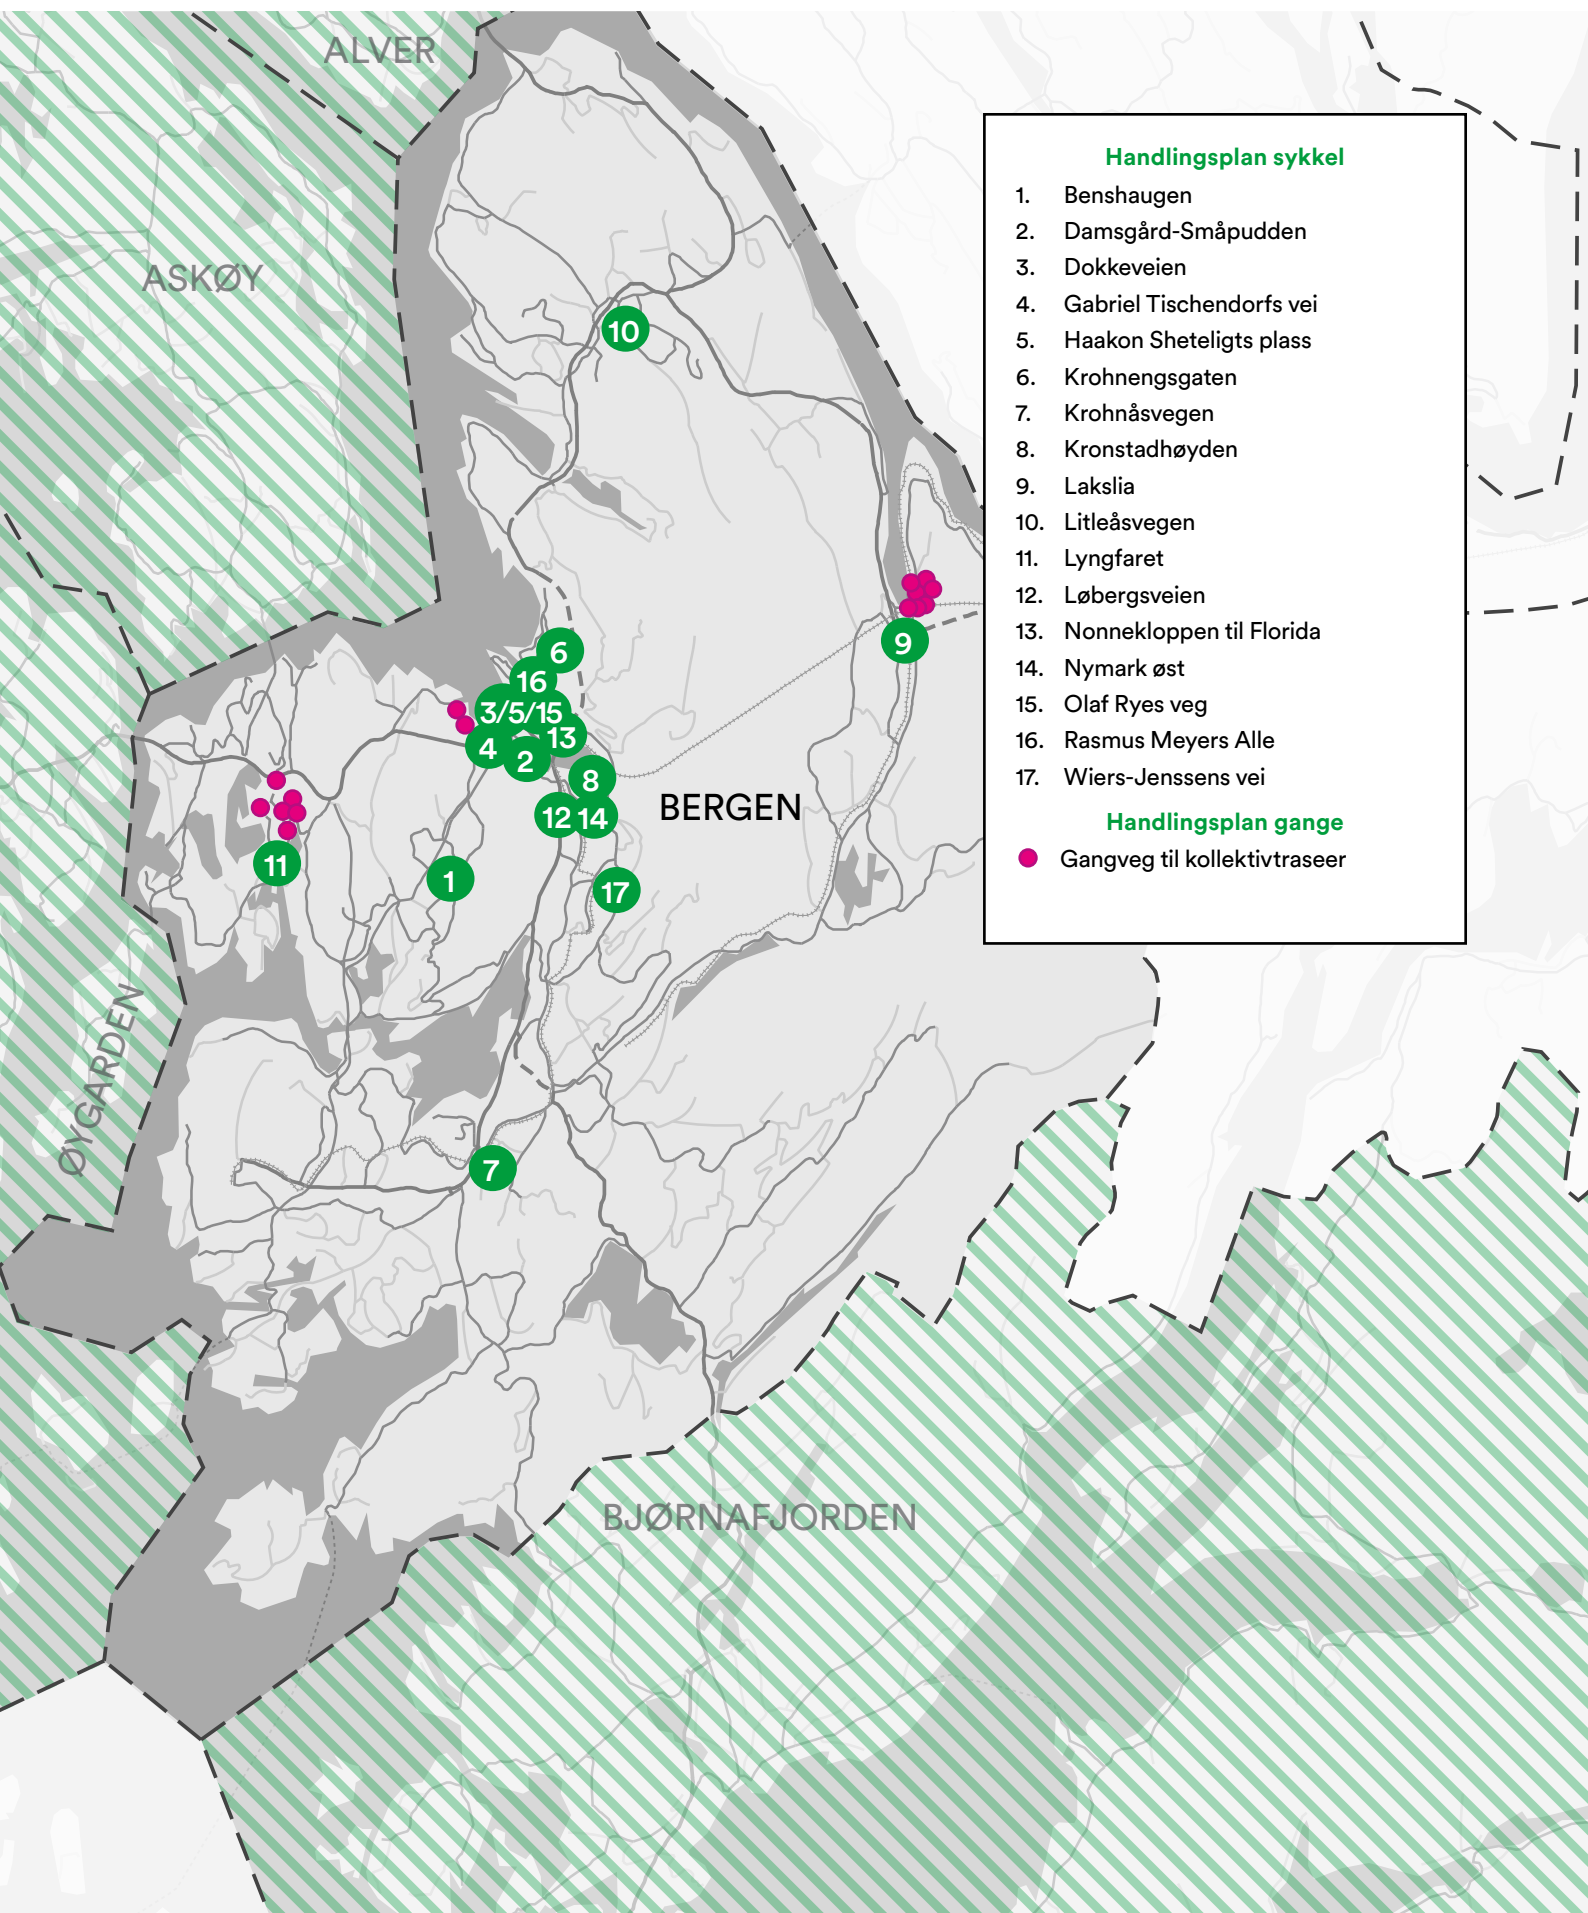 ALVER
ASKØY
Handlingsplan sykkel
1. Benshaugen
2. Damsgård-Småpudden
3. Dokkeveien
4. Gabriel Tischendorfs vei
5. Haakon Sheteligts plass
6. Krohnengsgaten
7. Krohnåsvegen
8. Kronstadhøyden
9. Lakslia
10. Litleåsvegen
11. Lyngfaret
12. Løbergsveien
13. Nonnekloppen til Florida
14. Nymark øst
15. Olaf Ryes veg
16. Rasmus Meyers Alle
17. Wiers-Jenssens vei
Handlingsplan gange
Gangveg til kollektivtraseer
10
6
9
16
3/5/15
13
4
2
8
BERGEN
12
14
11
1
17
ØYGARDEN
7
BJØRNAFJORDEN